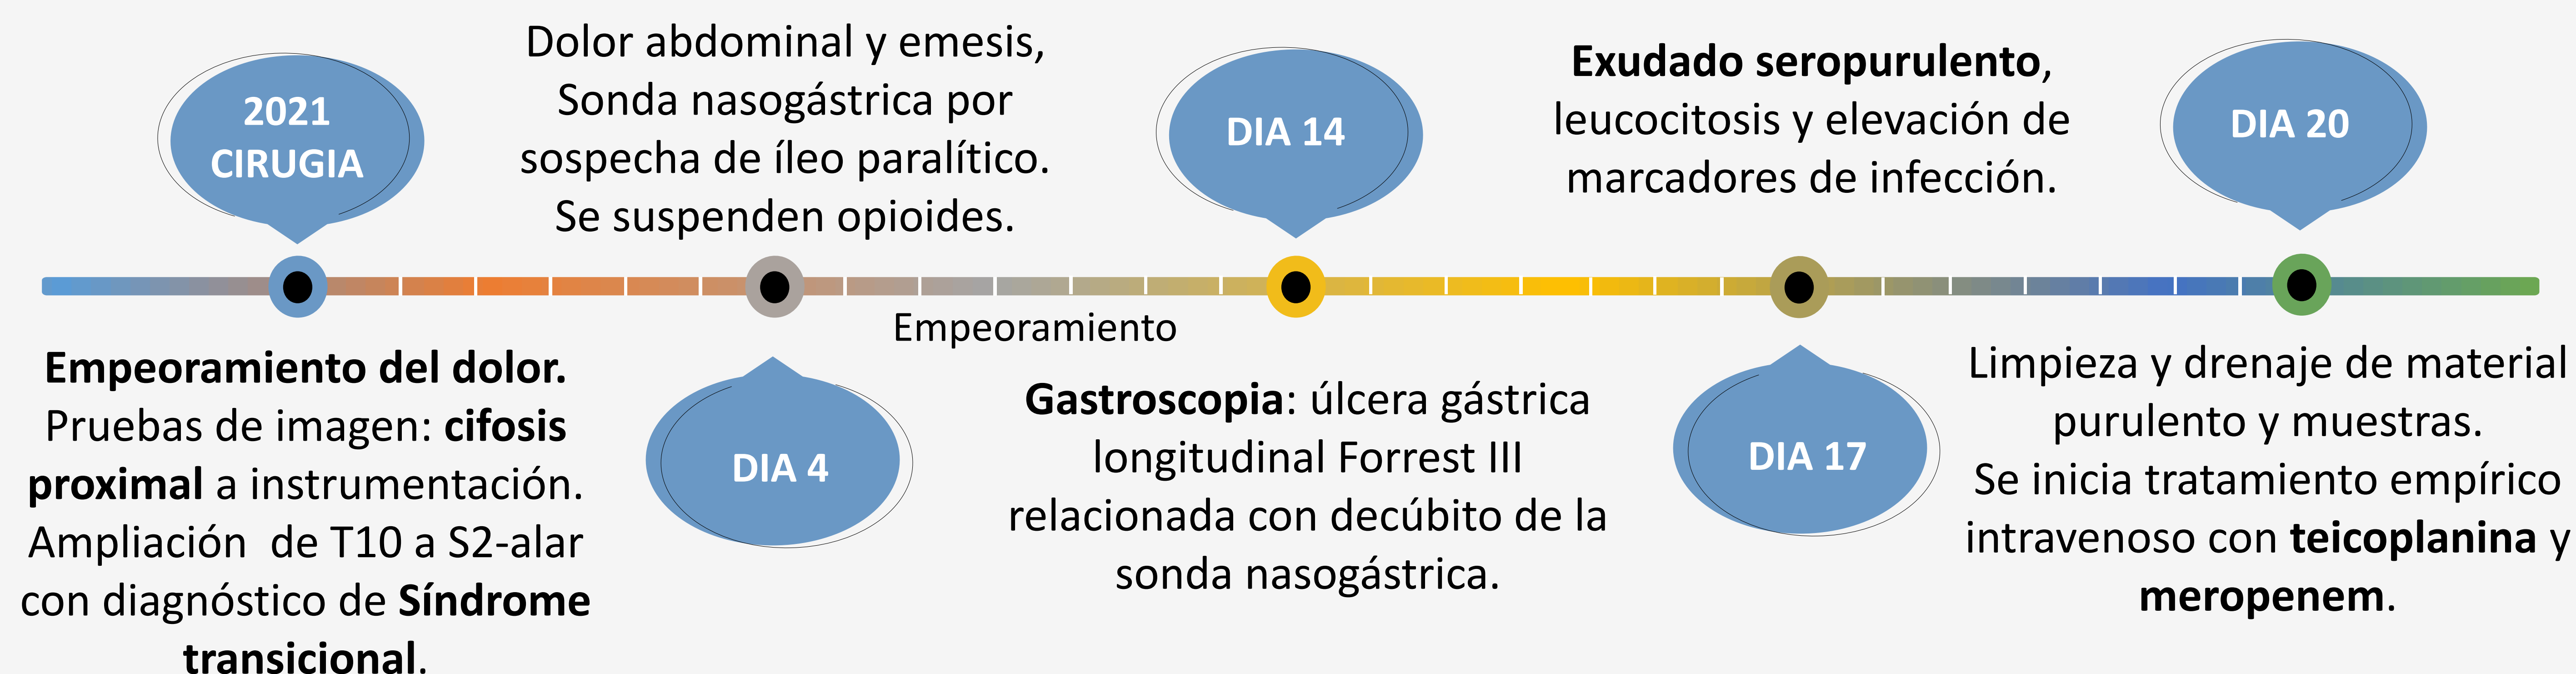 2021
CIRUGIA
Empeoramiento del dolor.
Pruebas de imagen: cifosis
proximal a instrumentación.
Ampliación de T10 a S2-alar
con diagnóstico de Síndrome
transicional.
Dolor abdominal y emesis,
Sonda nasogástrica por
sospecha de íleo paralítico.
Se suspenden opioides.
DIA 4
Empeoramiento
DIA 14
Gastroscopia: úlcera gástrica
longitudinal Forrest III
relacionada con decúbito de la
sonda nasogástrica.
Exudado seropurulento,
leucocitosis y elevación de
marcadores de infección.
DIA 17
DIA 20
Limpieza y drenaje de material
purulento y muestras.
Se inicia tratamiento empírico
intravenoso con teicoplanina y
meropenem.